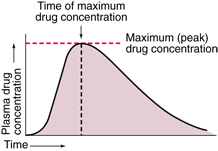 Time of maximum
drug concentration
Maximum (peak)
drug concentration
Plasma drug
concentration
Time